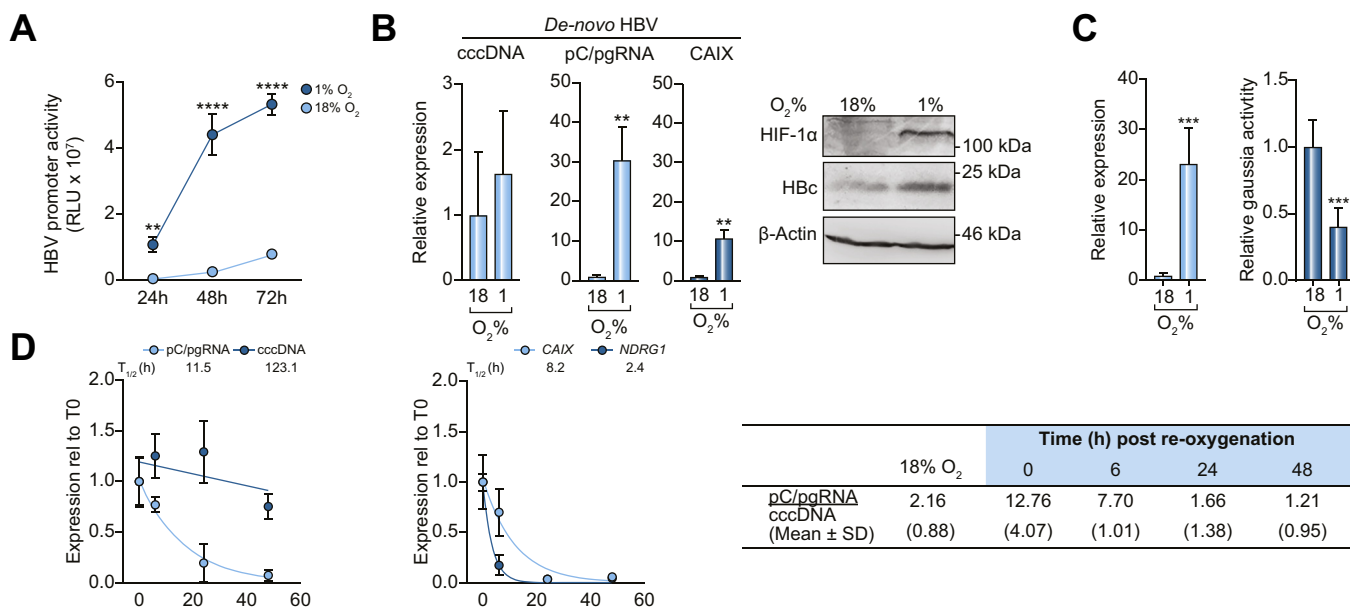 A
HBV promoter activity
(RLU x 10⁷)
6
4
2
0
24h 48h 72h
** **** ****
1% O₂
18% O₂
B
De-novo HBV
cccDNA pC/pgRNA CAIX
Relative expression
3
2
1
0
18 1
O₂%
50
40
30
20
10
0
**
18 1
O₂%
50
40
30
20
10
0
**
18 1
O₂%
O₂% 18% 1%
HIF-1α
100 kDa
25 kDa
HBc
β-Actin
46 kDa
C
Relative expression
40
30
20
10
0
***
18 1
O₂%
Relative gaussia activtiy
1.5
1.0
0.5
0.0
***
18 1
O₂%
D
pC/pgRNA cccDNA
T1/2 (h) 11.5 123.1
Expression rel to T0
2.0
1.5
1.0
0.5
0.0
0 20 40 60
CAIX NDRG1
T1/2 (h) 8.2 2.4
Expression rel to T0
2.0
1.5
1.0
0.5
0.0
0 20 40 60
Time (h) post re-oxygenation
18% O₂ 0 6 24 48
pC/pgRNA 2.16 12.76 7.70 1.66 1.21
cccDNA
(Mean ± SD) (0.88) (4.07) (1.01) (1.38) (0.95)